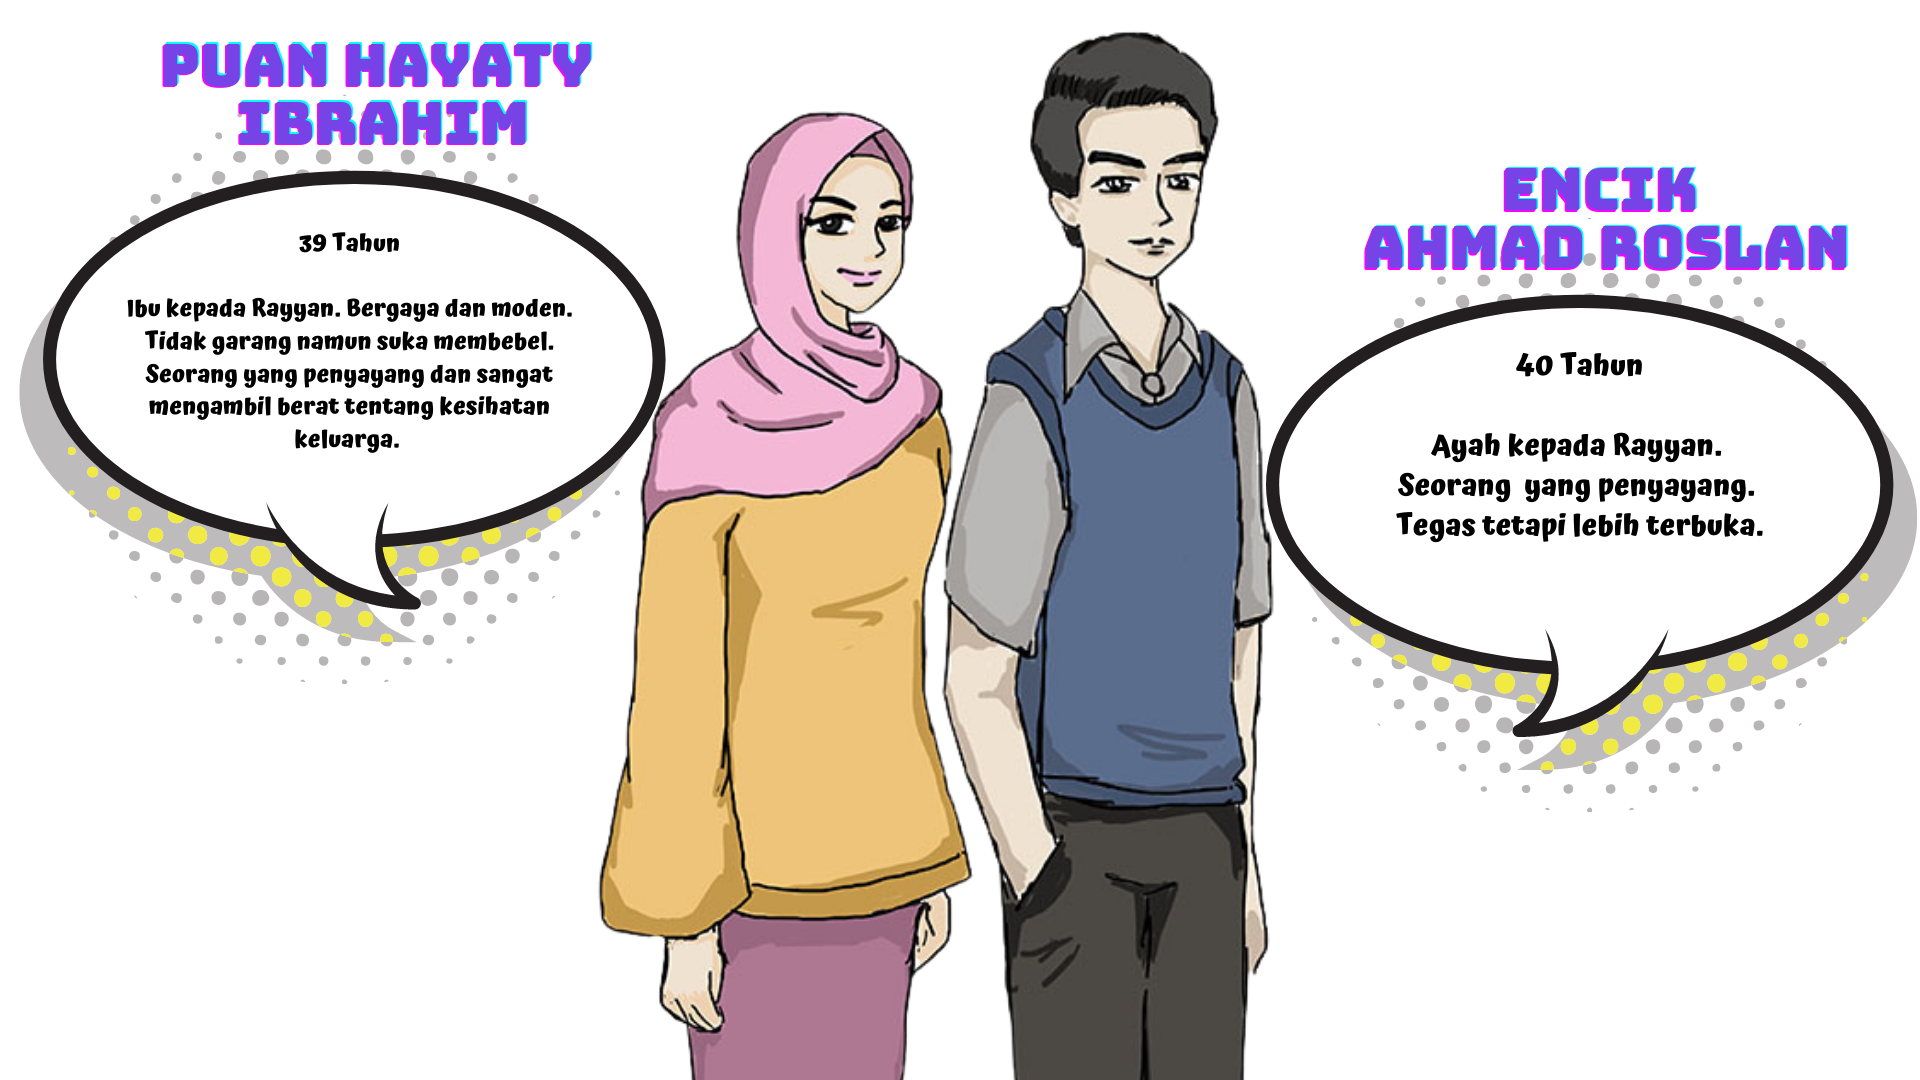 PUAN HAYATY
IBRAHIM
39 Tahun
Ibu kepada Rayyan. Bergaya dan moden.
Tidak garang namun suka membebel.
Seorang yang penyayang dan sangat
mengambil berat tentang kesihatan
keluarga.
ENCIK
AHMAD ROSLAN
40 Tahun
Ayah kepada Rayyan.
Seorang yang penyayang.
Tegas tetapi lebih terbuka.